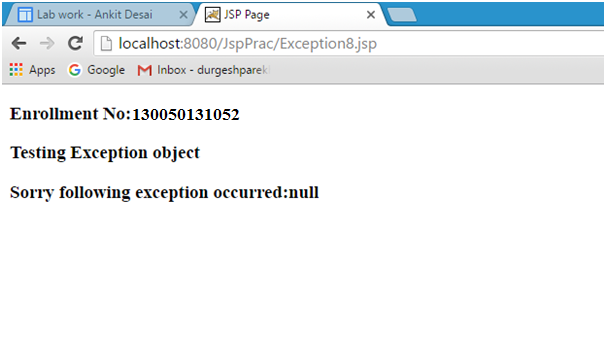 Lab work - Ankit Desai
JSP Page
localhost:8080/JspPrac/Exception8.jsp
Apps
Google
Inbox - durgeshparek
Enrollment No:130050131052
Testing Exception object
Sorry following exception occurred:null